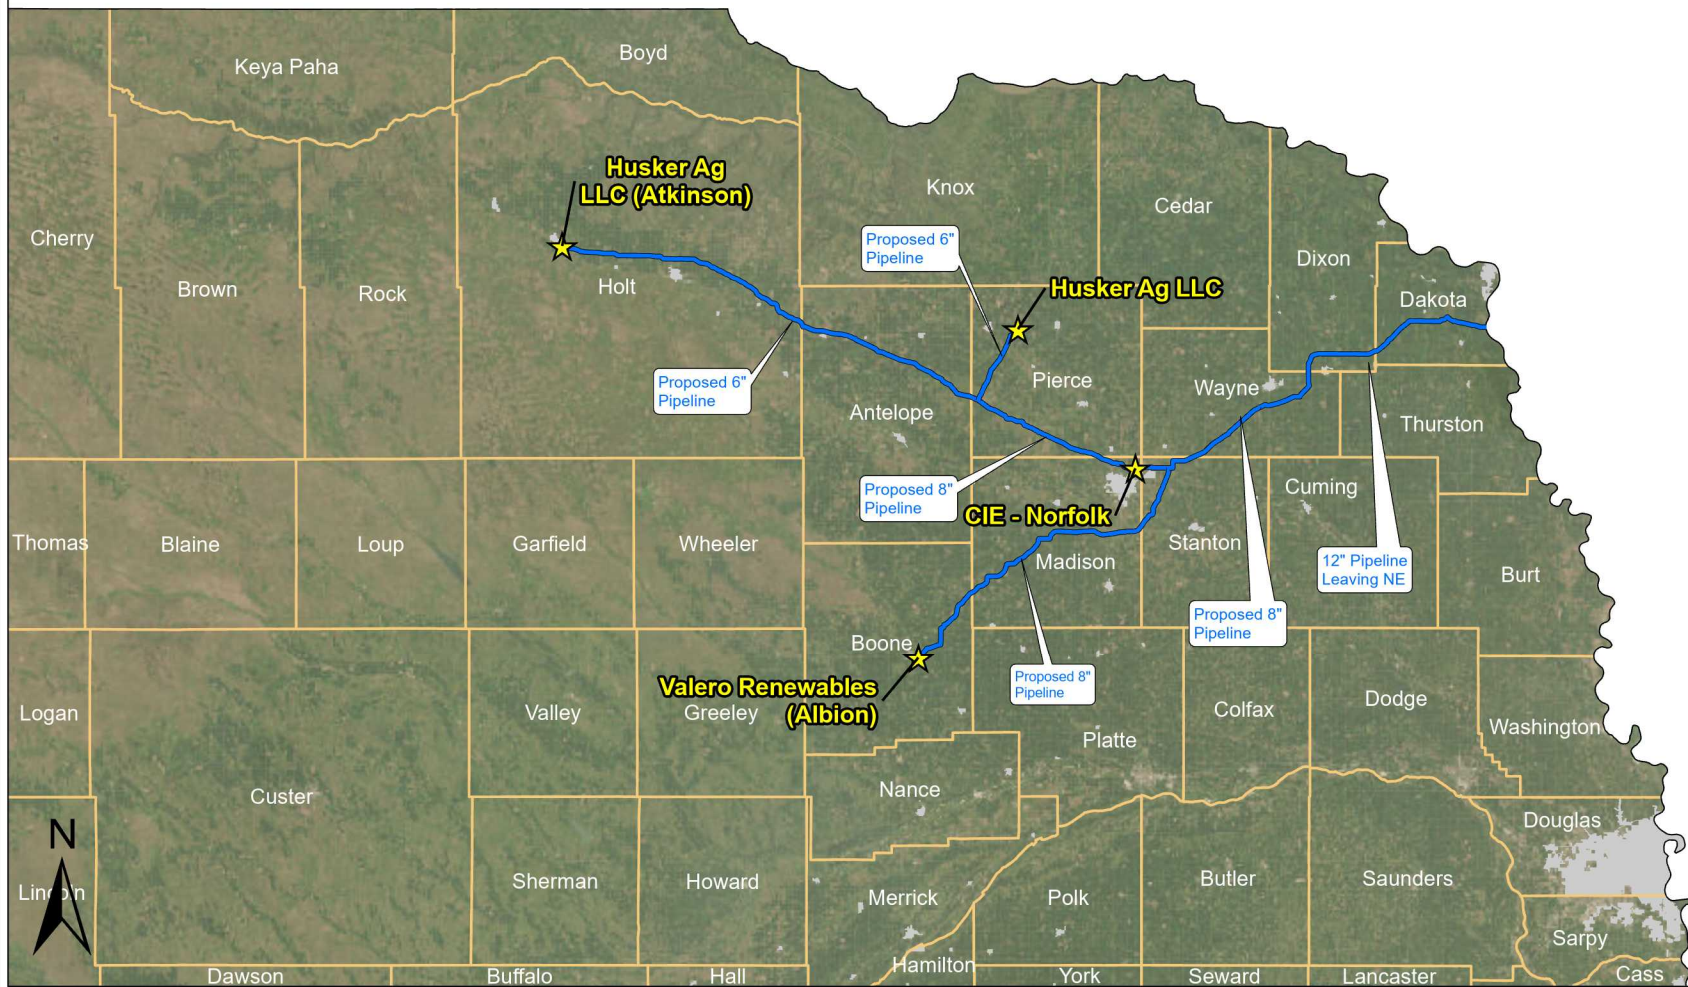 Boyd
Keya Paha
Husker Ag
LLC (Atkinson)
Knox
Cedar
Cherry
Proposed 6"
Pipeline
Dixon
Brown
Rock
Holt
Husker Ag LLC
Dakota
Proposed 6"
Pipeline
Pierce
Wayne
Antelope
Thurston
Proposed 8"
Pipeline
Cuming
CIE - Norfolk
Thomas
Blaine
Loup
Garfield
Wheeler
Madison
Stanton
12" Pipeline
Leaving NE
Burt
Proposed 8"
Pipeline
Boone
Proposed 8"
Pipeline
Valero Renewables
(Albion)
Logan
Valley
Greeley
Colfax
Dodge
Washington
Platte
Custer
Nance
Douglas
N
Lincoln
Sherman
Howard
Merrick
Polk
Butler
Saunders
Sarpy
Hamilton
Dawson
Buffalo
Hall
York
Seward
Lancaster
Cass